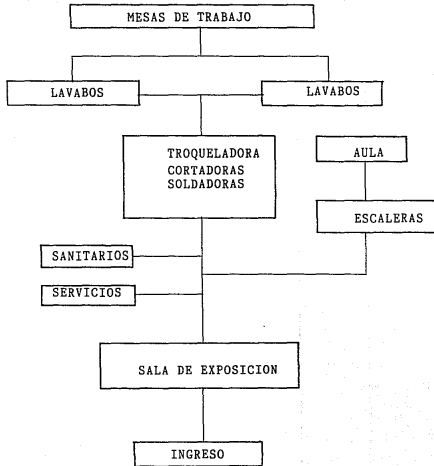 MESAS DE TRABAJO
LAVABOS
LAVABOS
TROQUELADORA
CORTADORAS
SOLDADORAS
AULA
ESCALERAS
SANITARIOS
SERVICIOS
SALA DE EXPOSICION
INGRESO